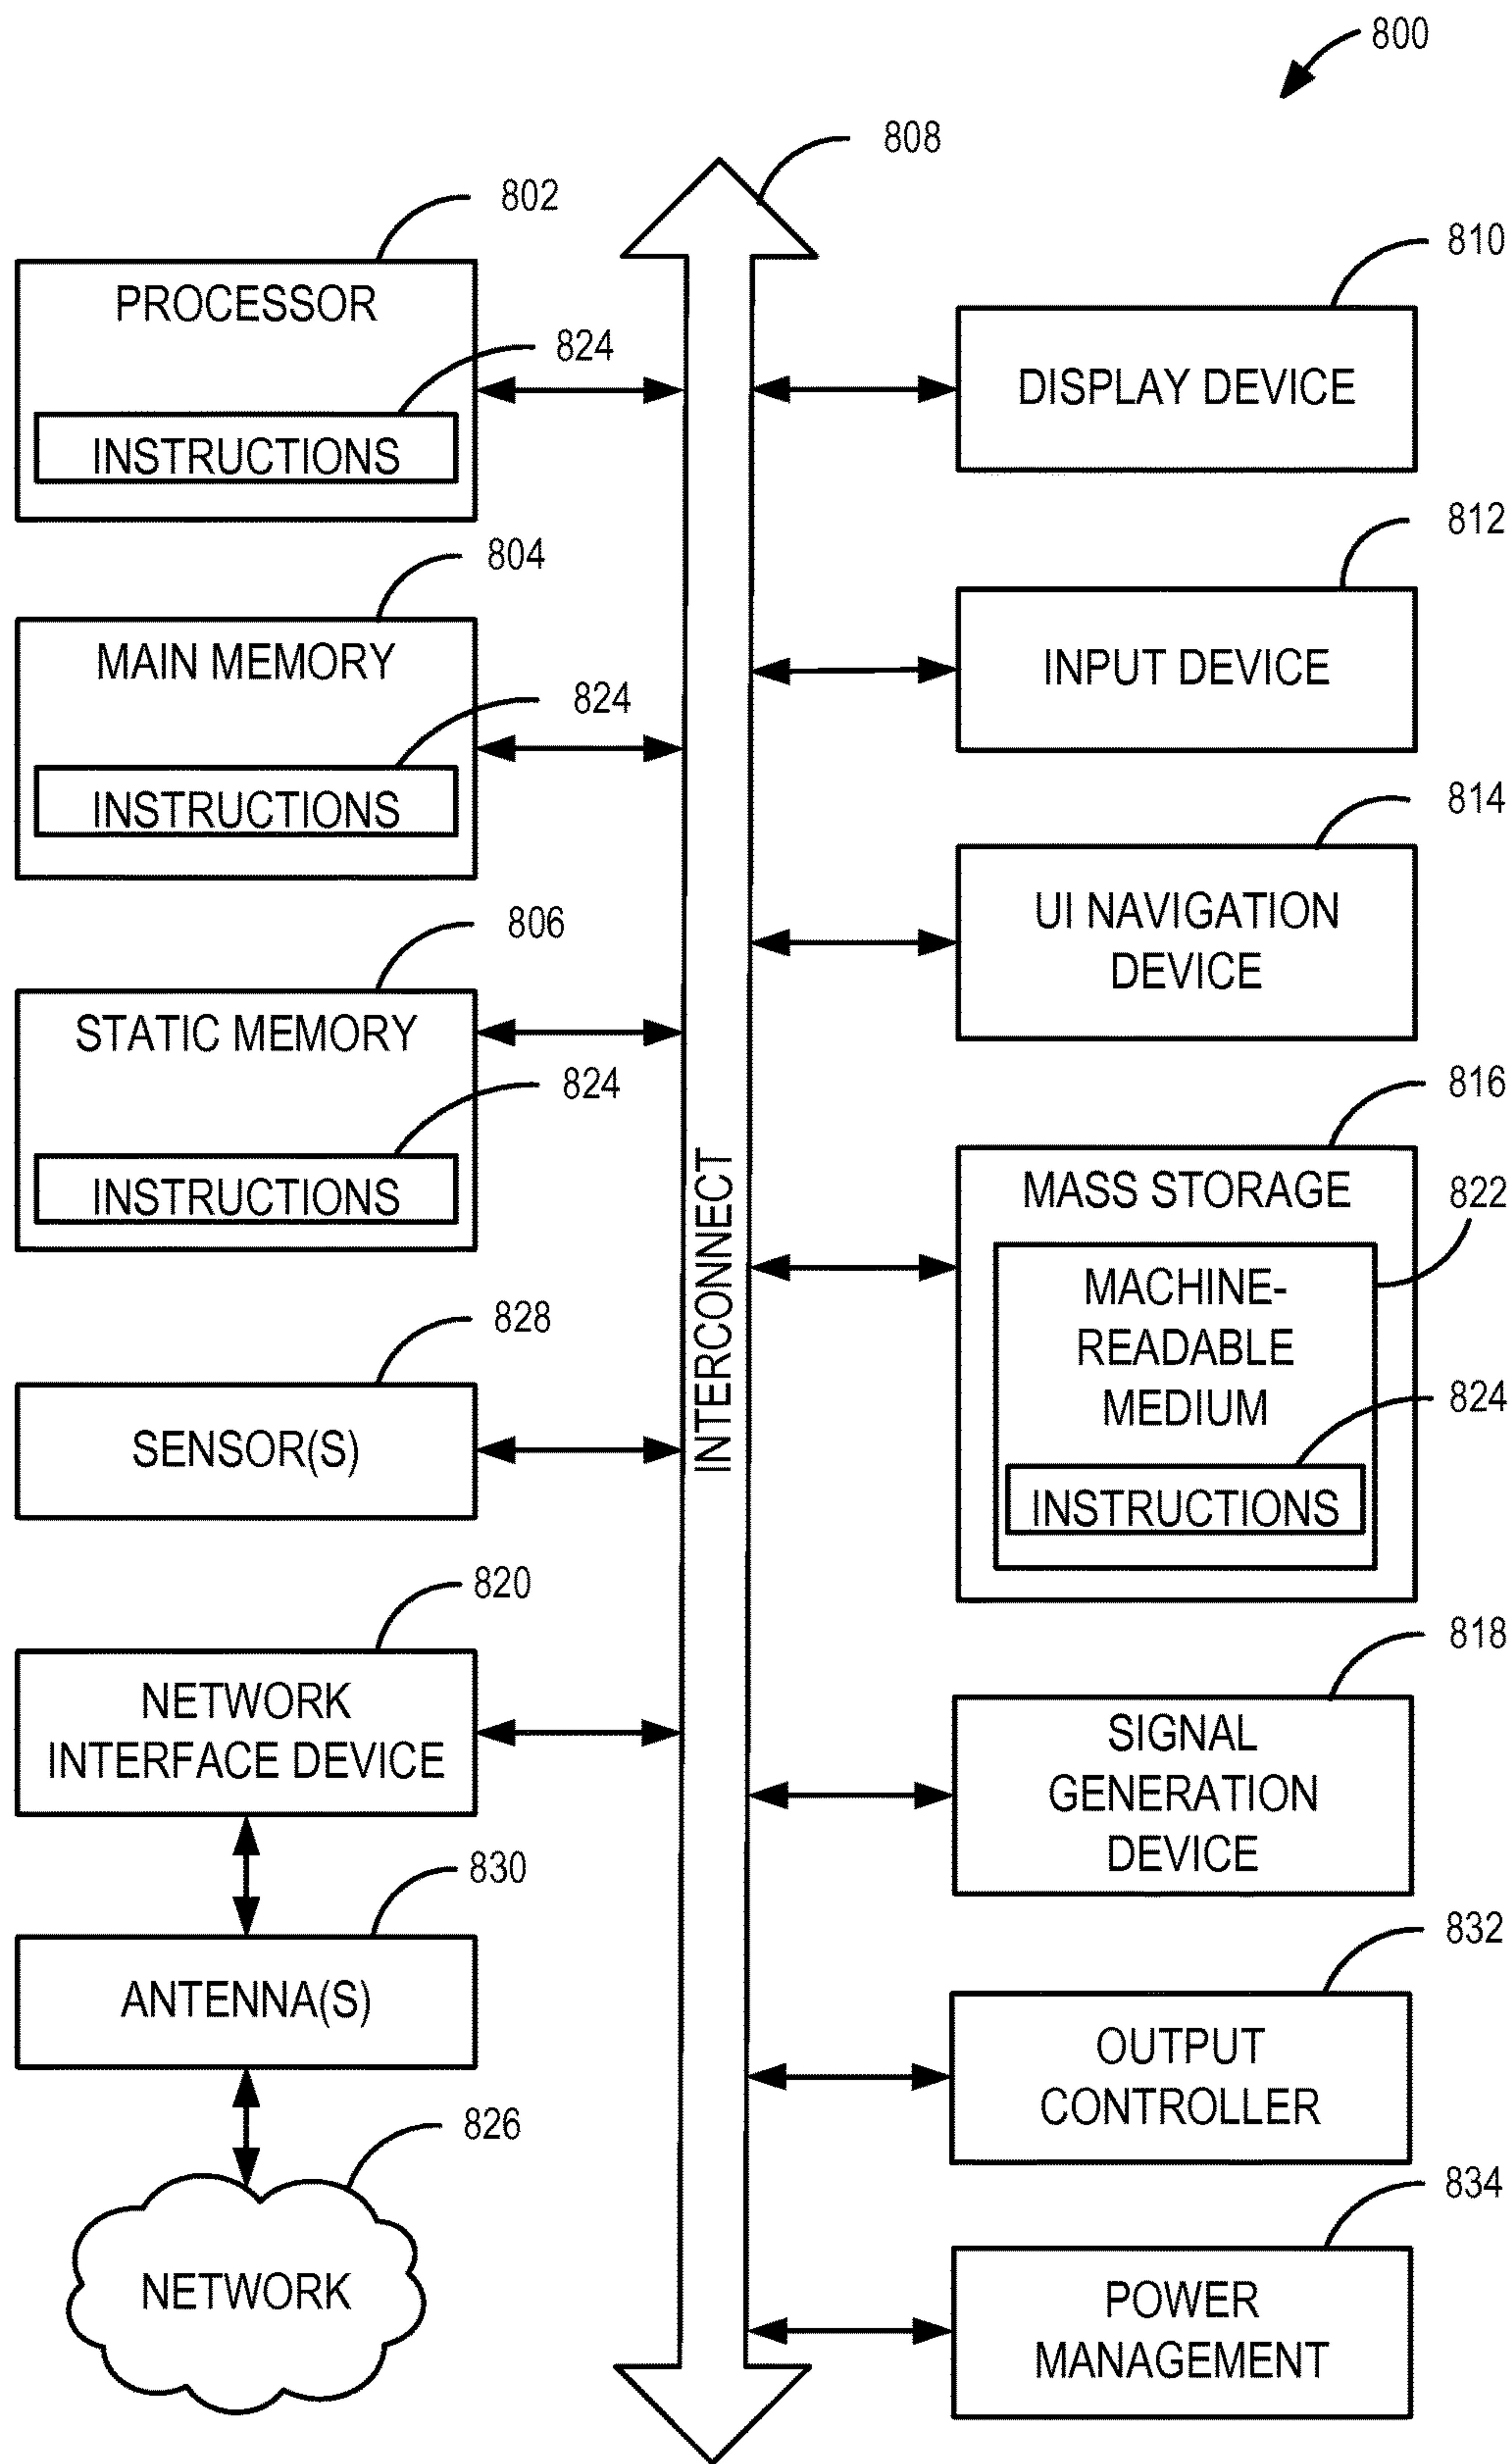 800
808
802
PROCESSOR
824
INSTRUCTIONS
804
MAIN MEMORY
824
INSTRUCTIONS
806
STATIC MEMORY
824
INSTRUCTIONS
828
SENSOR(S)
820
NETWORK
INTERFACE DEVICE
830
ANTENNA(S)
826
NETWORK
INTERCONNECT
810
DISPLAY DEVICE
812
INPUT DEVICE
814
UI NAVIGATION
DEVICE
816
MASS STORAGE
822
MACHINE-
READABLE
MEDIUM
824
INSTRUCTIONS
818
SIGNAL
GENERATION
DEVICE
832
OUTPUT
CONTROLLER
834
POWER
MANAGEMENT